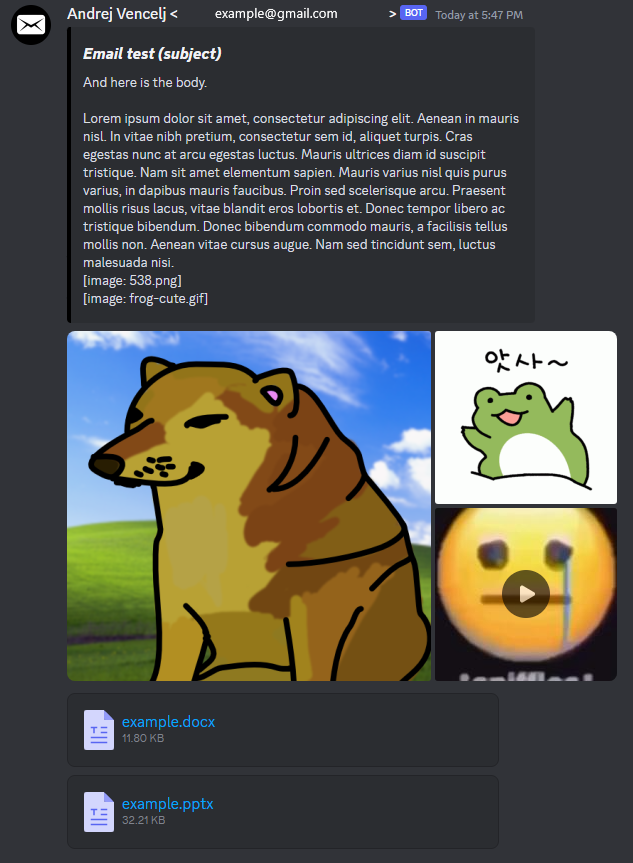 Andrej Vencelj < example@gmail.com > BOT Today at 5:47 PM
Email test (subject)
And here is the body.
Lorem ipsum dolor sit amet, consectetur adipiscing elit. Aenean in mauris
nisl. In vitae nibh pretium, consectetur sem id, aliquet turpis. Cras
egestas nunc at arcu egestas luctus. Mauris ultrices diam id suscipit
tristique. Nam sit amet elementum sapien. Mauris varius nisl quis purus
varius, in dapibus mauris faucibus. Proin sed scelerisque arcu. Praesent
mollis risus lacus, vitae blandit eros lobortis et. Donec tempor libero ac
tristique bibendum. Donec bibendum commodo mauris, a facilisis tellus
mollis non. Aenean vitae cursus augue. Nam sed tincidunt sem, luctus
malesuada nisi.
[image: 538.png]
[image: frog-cute.gif]
앗사~
example.docx
11.80 KB
example.pptx
32.21 KB